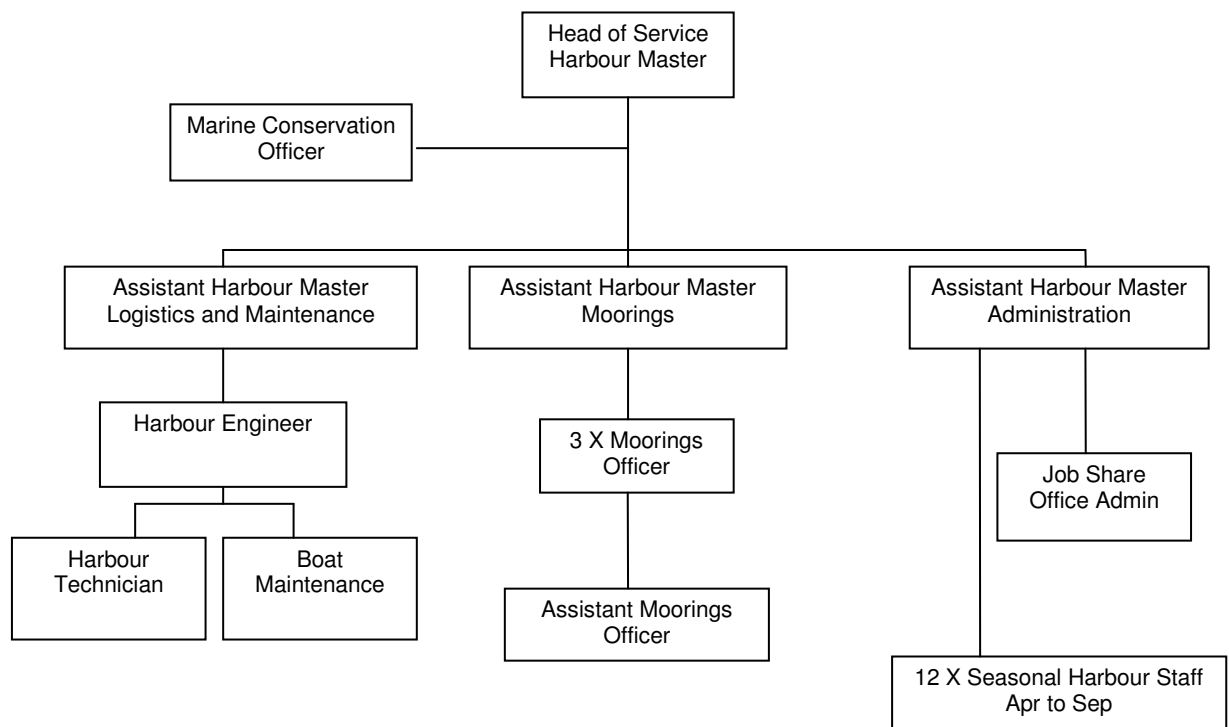 Head of Service
Harbour Master
Marine Conservation
Officer
Assistant Harbour Master
Logistics and Maintenance
Assistant Harbour Master
Moorings
Assistant Harbour Master
Administration
Harbour Engineer
3 X Moorings
Officer
Job Share
Office Admin
Harbour
Technician
Boat
Maintenance
Assistant Moorings
Officer
12 X Seasonal Harbour Staff
Apr to Sep